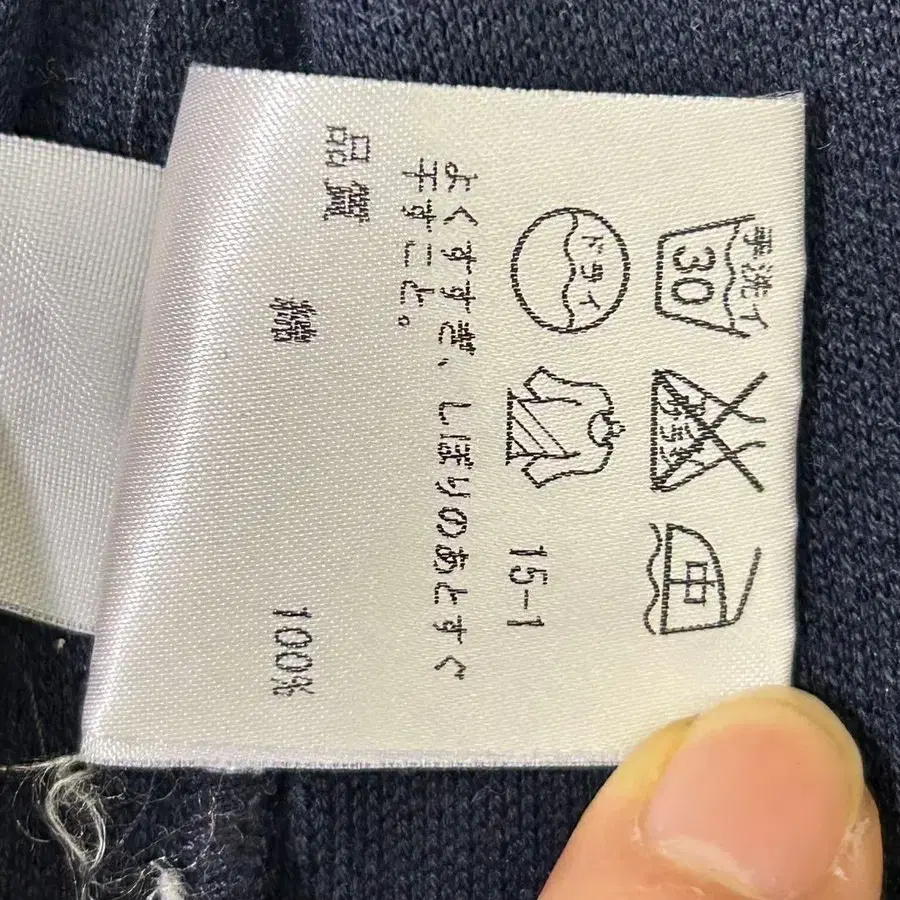 手洗イ
30
中
ドライ
15-1
よくすすぎ、しぼりのあとすぐ
干すこと。
品質
綿 100%